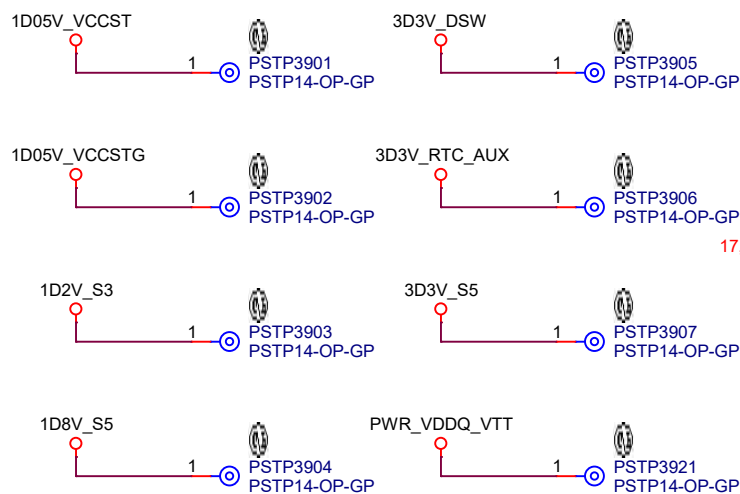 1D05V_VCCST
1
PSTP3901
PSTP14-OP-GP
3D3V_DSW
1
PSTP3905
PSTP14-OP-GP
1D05V_VCCSTG
1
PSTP3902
PSTP14-OP-GP
3D3V_RTC_AUX
1
PSTP3906
PSTP14-OP-GP
17
1D2V_S3
1
PSTP3903
PSTP14-OP-GP
3D3V_S5
1
PSTP3907
PSTP14-OP-GP
1D8V_S5
1
PSTP3904
PSTP14-OP-GP
PWR_VDDQ_VTT
1
PSTP3921
PSTP14-OP-GP